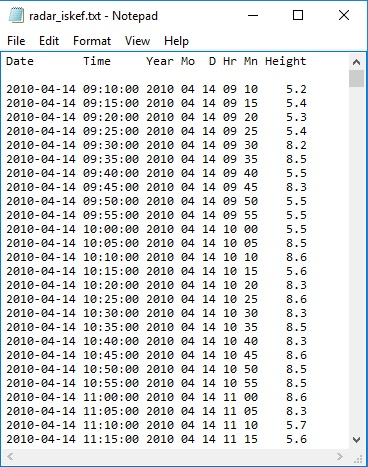 radar_iskef.txt - Notepad
File Edit Format View Help
Date Time Year Mo D Hr Mn Height
2010-04-14 09:10:00 2010 04 14 09 10 5.2
2010-04-14 09:15:00 2010 04 14 09 15 5.4
2010-04-14 09:20:00 2010 04 14 09 20 5.3
2010-04-14 09:25:00 2010 04 14 09 25 5.4
2010-04-14 09:30:00 2010 04 14 09 30 8.2
2010-04-14 09:35:00 2010 04 14 09 35 8.5
2010-04-14 09:40:00 2010 04 14 09 40 5.5
2010-04-14 09:45:00 2010 04 14 09 45 8.3
2010-04-14 09:50:00 2010 04 14 09 50 5.5
2010-04-14 09:55:00 2010 04 14 09 55 5.5
2010-04-14 10:00:00 2010 04 14 10 00 5.5
2010-04-14 10:05:00 2010 04 14 10 05 8.5
2010-04-14 10:10:00 2010 04 14 10 10 8.6
2010-04-14 10:15:00 2010 04 14 10 15 5.6
2010-04-14 10:20:00 2010 04 14 10 20 8.3
2010-04-14 10:25:00 2010 04 14 10 25 8.6
2010-04-14 10:30:00 2010 04 14 10 30 8.3
2010-04-14 10:35:00 2010 04 14 10 35 8.5
2010-04-14 10:40:00 2010 04 14 10 40 8.3
2010-04-14 10:45:00 2010 04 14 10 45 8.6
2010-04-14 10:50:00 2010 04 14 10 50 8.5
2010-04-14 10:55:00 2010 04 14 10 55 8.5
2010-04-14 11:00:00 2010 04 14 11 00 8.6
2010-04-14 11:05:00 2010 04 14 11 05 8.3
2010-04-14 11:10:00 2010 04 14 11 10 5.7
2010-04-14 11:15:00 2010 04 14 11 15 5.6